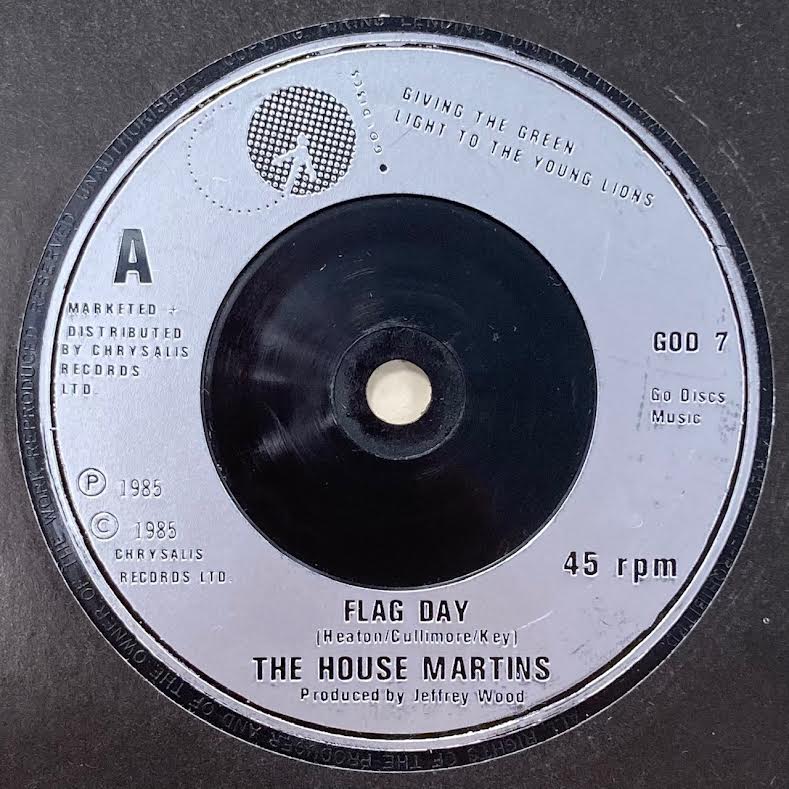 GO DISCS
GIVING THE GREEN
LIGHT TO THE YOUNG LIONS
A
MARKETED +
DISTRIBUTED
BY CHRYSALIS
RECORDS
LTD.
GOD 7
Go Discs
Music
Ⓟ 1985
© 1985
CHRYSALIS
RECORDS LTD.
45 rpm
FLAG DAY
(Heaton/Cullimore/Key)
THE HOUSE MARTINS
Produced by Jeffrey Wood
ALL RIGHTS OF THE PRODUCER AND OF THE OWNER OF THE WORK REPRODUCED RESERVED UNAUTHORISED